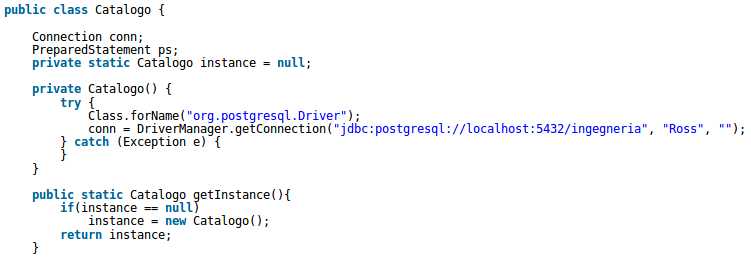 public class Catalogo {
Connection conn;
PreparedStatement ps;
private static Catalogo instance = null;
private Catalogo() {
try {
Class.forName("org.postgresql.Driver");
conn = DriverManager.getConnection("jdbc:postgresql://localhost:5432/ingegneria", "Ross", "");
} catch (Exception e) {
}
}
public static Catalogo getInstance(){
if(instance == null)
instance = new Catalogo();
return instance;
}